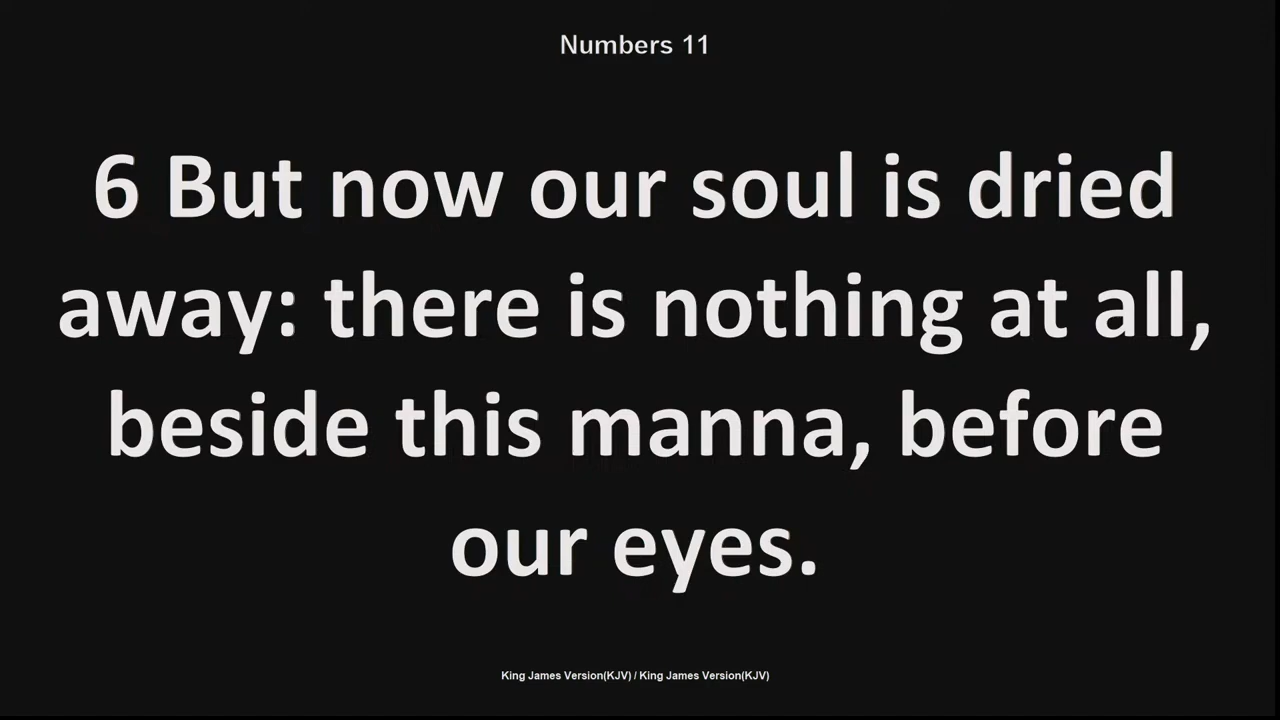 Numbers 11
6 But now our soul is dried
away: there is nothing at all,
beside this manna, before
our eyes.
King James Version(KJV) / King James Version(KJV)